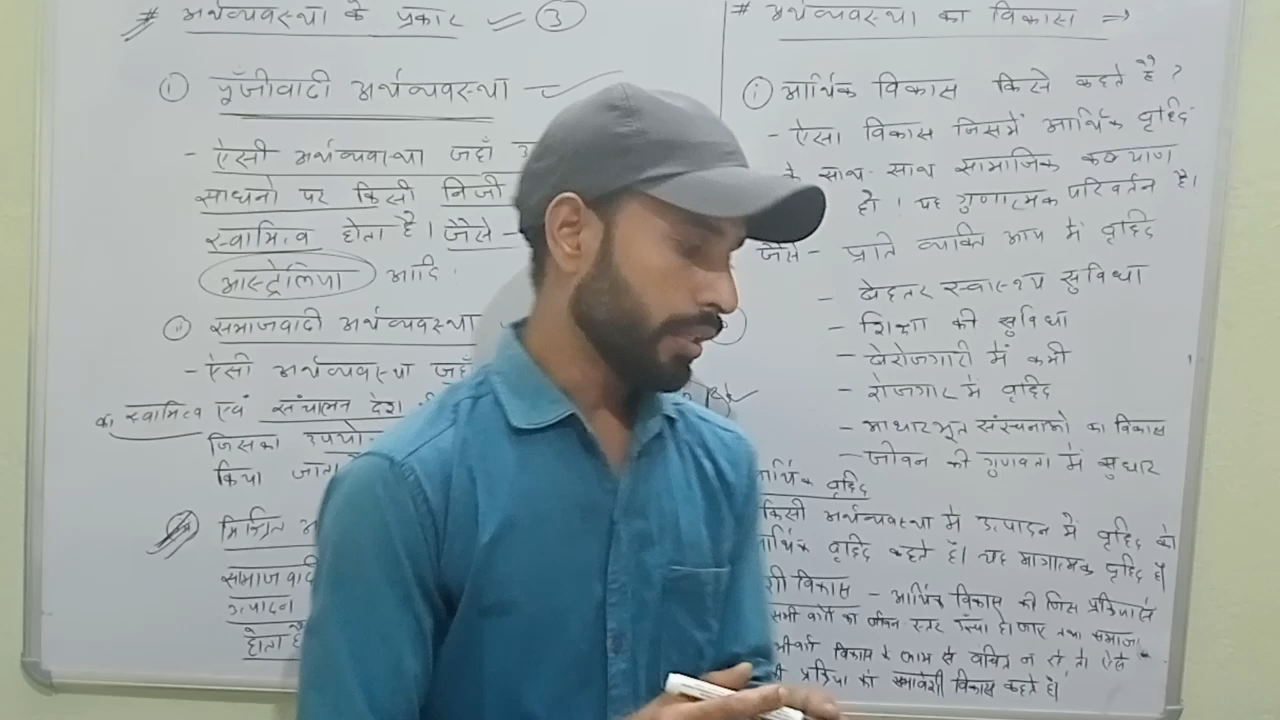 # अर्थव्यवस्था के प्रकार ③
① पूँजीवादी अर्थव्यवस्था
- ऐसी अर्थव्यवस्था जहाँ
साधनो पर किसी निजी
स्वामित्व होता है। जैसे-
आस्ट्रेलिया आदि
② समाजवादी अर्थव्यवस्था
- ऐसी अर्थव्यवस्था जहाँ
का स्वामित्व एवं संचालन देश
जिसका उपयो-
किया जाता
मिश्रित
समाजवादी
उत्पादन
होता है
# अर्थव्यवस्था का विकास ⇒
① आर्थिक विकास किसे कहते हैं ?
- ऐसा विकास जिसमें आर्थिक वृद्धि
के साथ-साथ सामाजिक कल्याण
हो। यह गुणात्मक परिवर्तन है।
जैसे- प्रति व्यक्ति आय में वृद्धि
- बेहतर स्वास्थ्य सुविधा
- शिक्षा की सुविधा
- बेरोजगारी में कमी
- रोजगार में वृद्धि
- आधारभूत संरचनाओ का विकास
- जीवन की गुणवता में सुधार
आर्थिक वृद्धि
किसी अर्थव्यवस्था में उत्पादन में वृद्धि को
आर्थिक वृद्धि कहते हैं। यह मात्रात्मक वृद्धि है।
विकास - आर्थिक विकास की जिस प्रक्रिया से
सभी वर्गो का जीवन स्तर ऊँचा हो जाए तथा समाज
विकास के लाभ से वंचित न रहे तो ऐसे
प्रक्रिया को समावेशी विकास कहते हैं।